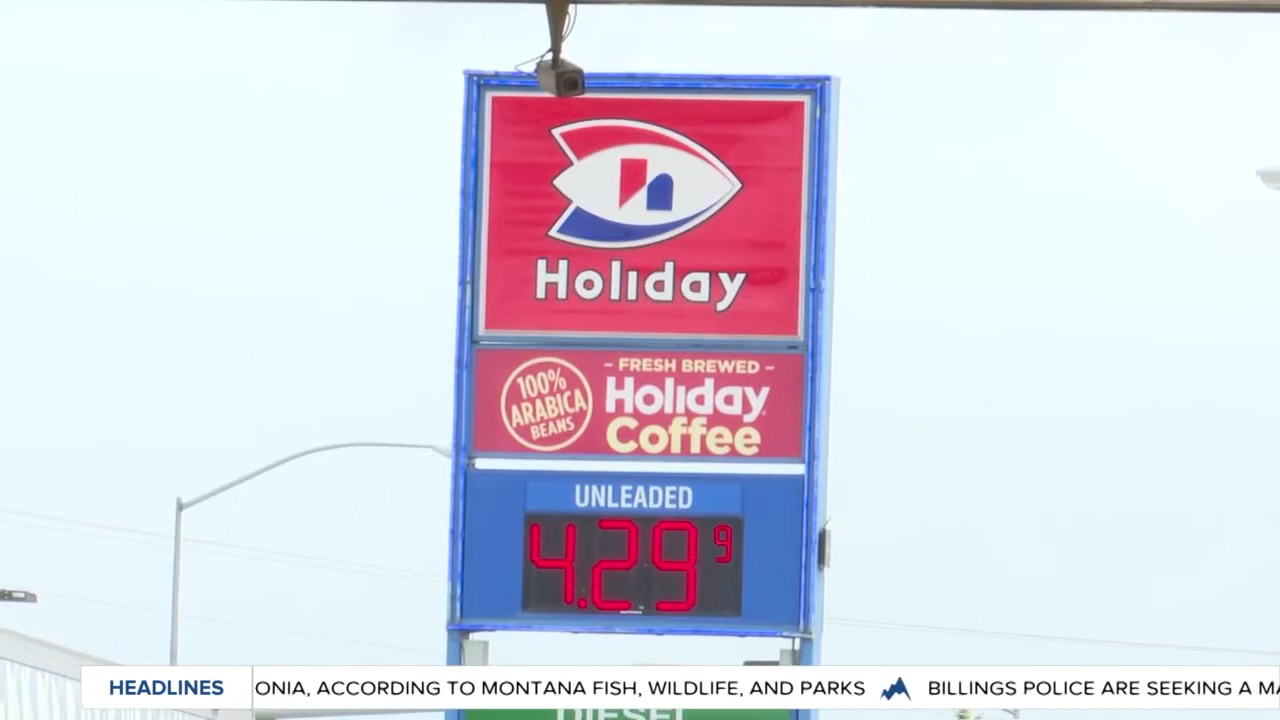 h
Holiday
100%
ARABICA
BEANS
~ FRESH BREWED ~
Holiday
Coffee
UNLEADED
4.29 9
HEADLINES
ONIA, ACCORDING TO MONTANA FISH, WILDLIFE, AND PARKS BILLINGS POLICE ARE SEEKING A MA
DIESEL